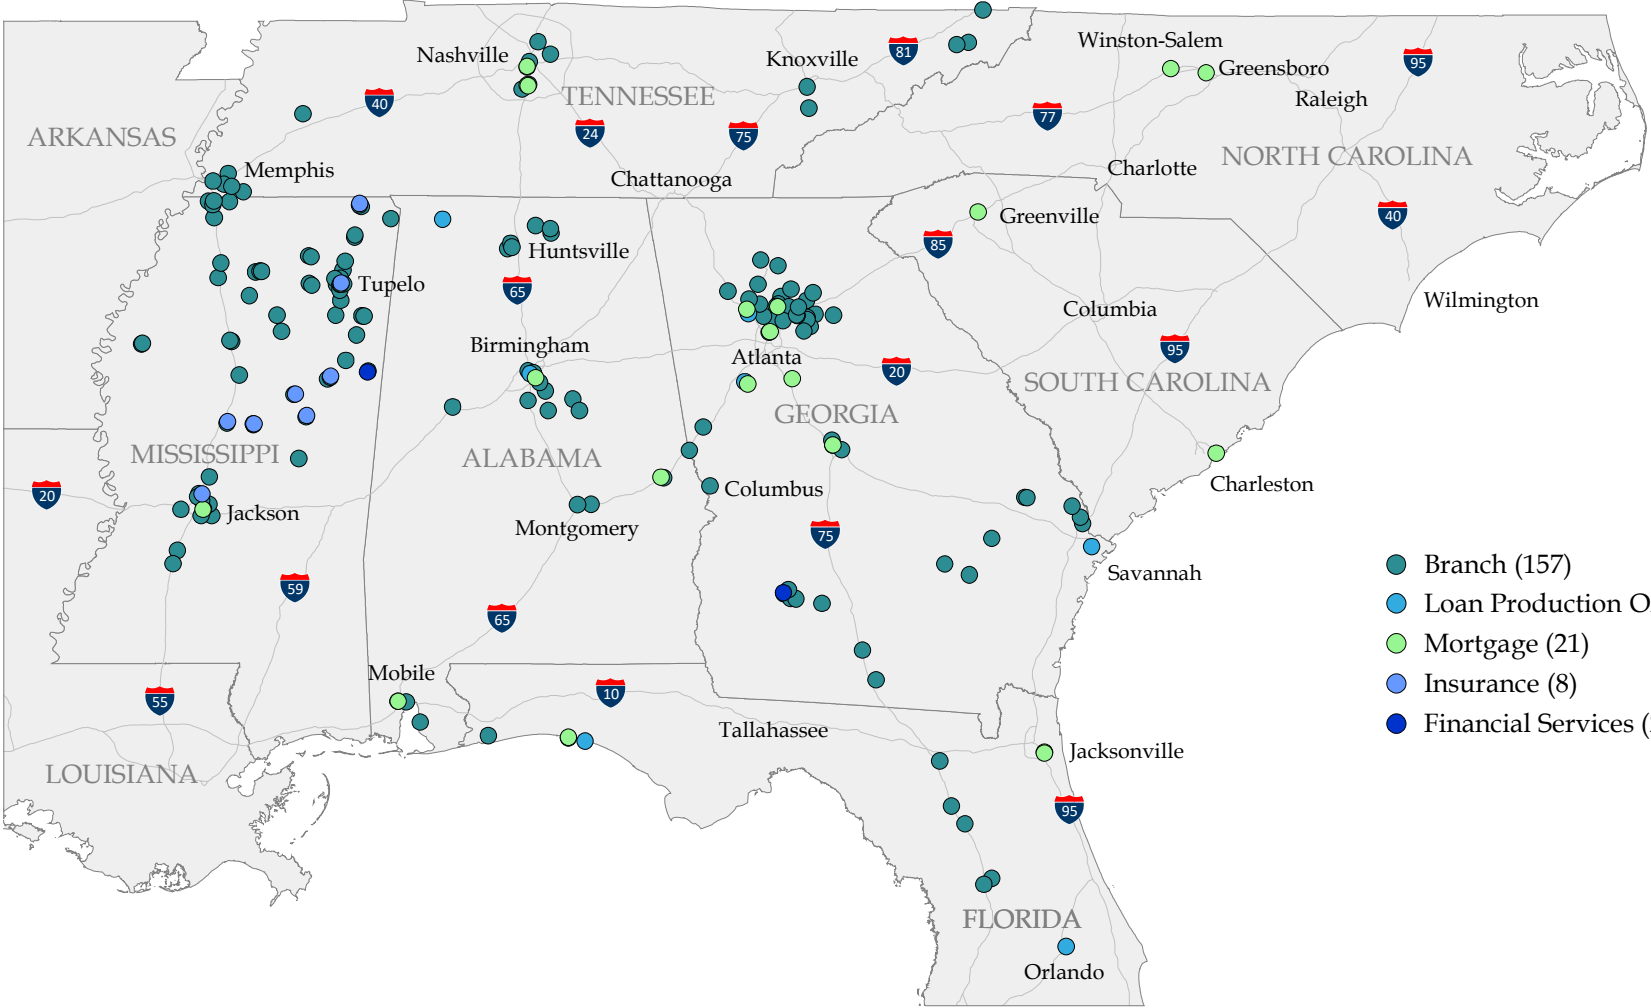 Nashville
Knoxville
81
Winston-Salem
95
Greensboro
40
TENNESSEE
Raleigh
24
75
77
ARKANSAS
NORTH CAROLINA
Memphis
Charlotte
Chattanooga
40
Greenville
85
Huntsville
Tupelo
65
Wilmington
Columbia
Birmingham
95
Atlanta
20
SOUTH CAROLINA
GEORGIA
MISSISSIPPI
ALABAMA
Charleston
20
Columbus
Jackson
Montgomery
75
Branch (157)
Savannah
59
Loan Production O
65
Mortgage (21)
Mobile
Insurance (8)
55
10
Financial Services (
Tallahassee
Jacksonville
LOUISIANA
95
FLORIDA
Orlando